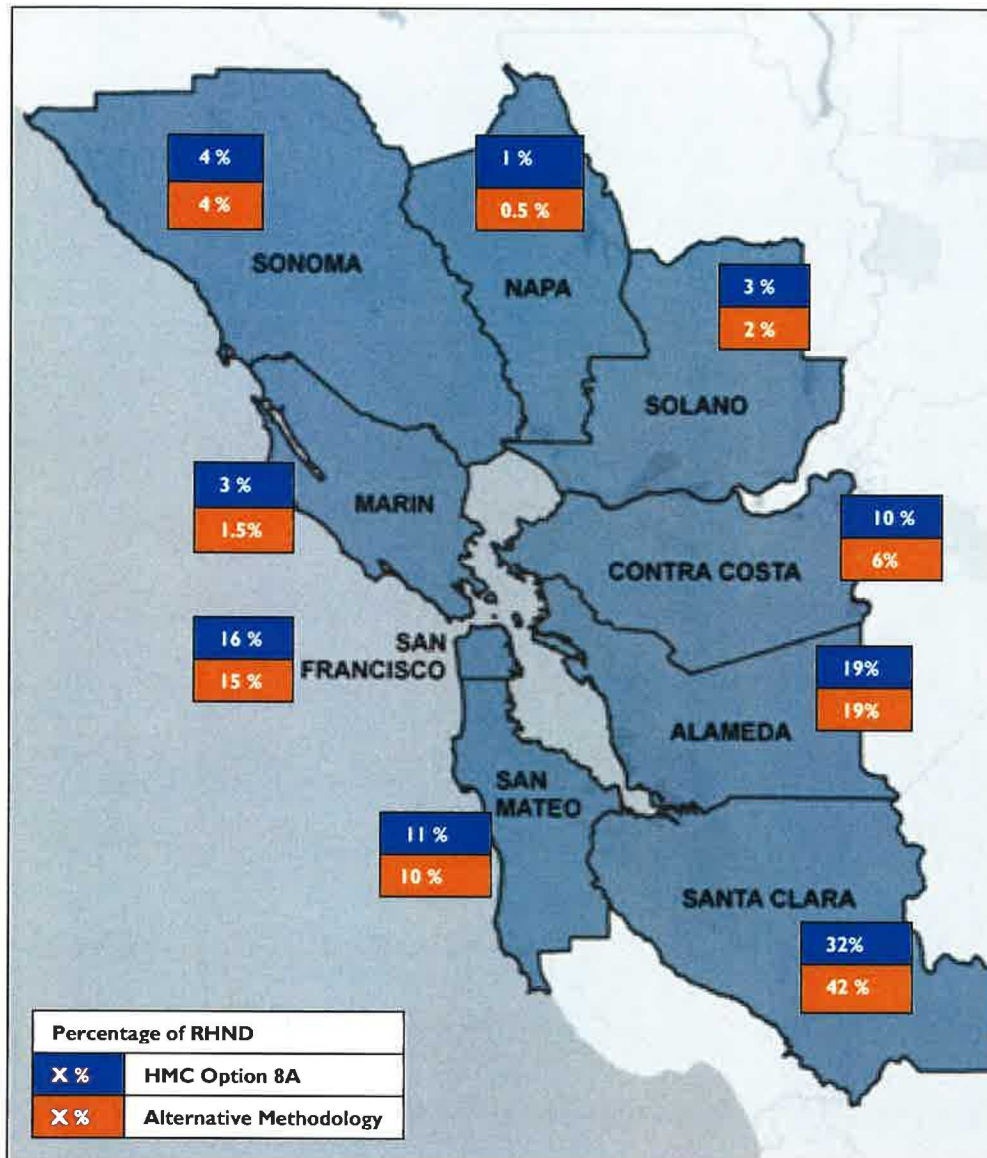 4 %
4 %
SONOMA
1 %
0.5 %
NAPA
3 %
2 %
SOLANO
3 %
1.5%
MARIN
10 %
6%
CONTRA COSTA
16 %
15 %
SAN
FRANCISCO
19%
19%
ALAMEDA
SAN
MATEO
11 %
10 %
SANTA CLARA
32%
42 %
Percentage of RHND
X % HMC Option 8A
X % Alternative Methodology